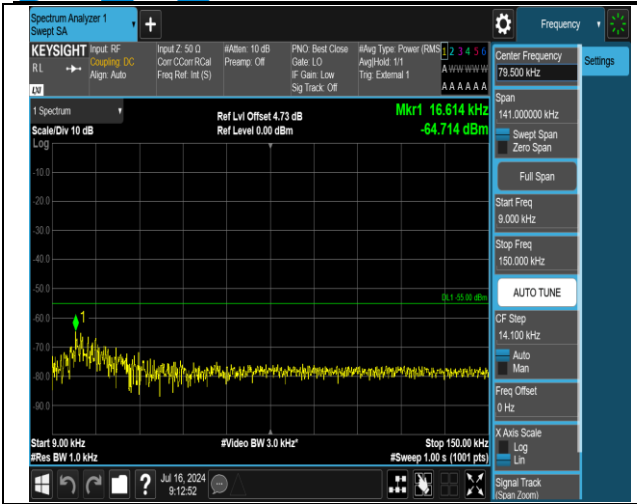 Spectrum Analyzer 1
Swept SA
Frequency
KEYSIGHT
RL
Input: RF
Coupling: DC
Align: Auto
Input Z: 50 Ω
Corr CCorr RCal
Freq Ref: Int (S)
#Atten: 10 dB
Preamp: Off
PNO: Best Close
Gate: LO
IF Gain: Low
Sig Track: Off
#Avg Type: Power (RMS
Avg|Hold: 1/1
Trig: External 1
1 2 3 4 5 6
A W W W W W
A A A A A A
LXI
1 Spectrum
Scale/Div 10 dB
Log
Ref Lvl Offset 4.73 dB
Ref Level 0.00 dBm
Mkr1 16.614 kHz
-64.714 dBm
-10.0
-20.0
-30.0
-40.0
-50.0
DL1 -55.00 dBm
-60.0
1
-70.0
-80.0
-90.0
Start 9.00 kHz
#Res BW 1.0 kHz
#Video BW 3.0 kHz*
Stop 150.00 kHz
#Sweep 1.00 s (1001 pts)
Center Frequency
79.500 kHz
Settings
Span
141.000000 kHz
Swept Span
Zero Span
Full Span
Start Freq
9.000 kHz
Stop Freq
150.000 kHz
AUTO TUNE
CF Step
14.100 kHz
Auto
Man
Freq Offset
0 Hz
X Axis Scale
Log
Lin
Signal Track
(Span Zoom)
?
Jul 16, 2024
9:12:52